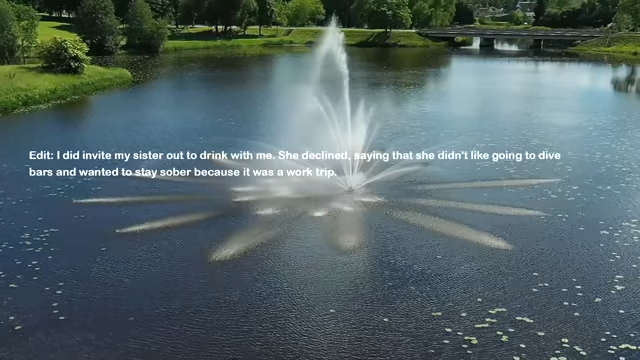 Edit: I did invite my sister out to drink with me. She declined, saying that she didn't like going to dive
bars and wanted to stay sober because it was a work trip.